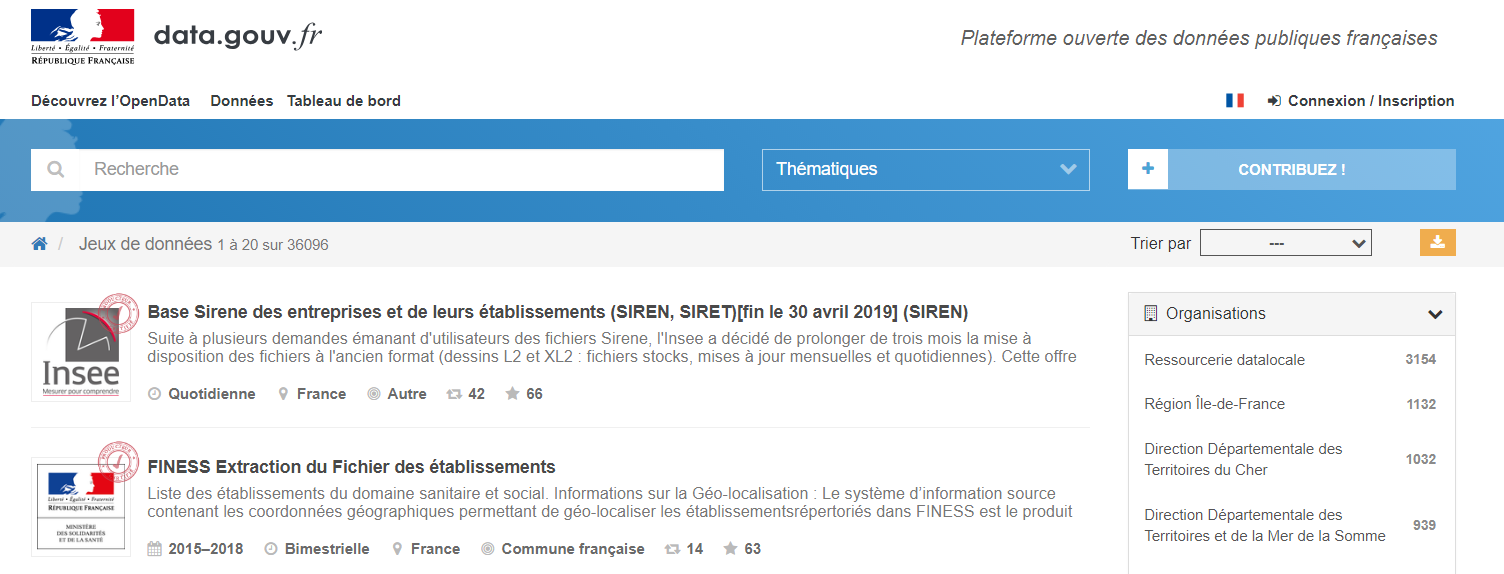 Liberté • Égalité • Fraternité
RÉPUBLIQUE FRANÇAISE
data.gouv.fr
Plateforme ouverte des données publiques françaises
Découvrez l’OpenData Données Tableau de bord
Connexion / Inscription
Recherche
Thématiques
+ CONTRIBUEZ !
/ Jeux de données 1 à 20 sur 36096
Trier par ---
Insee
Mesurer pour comprendre
Base Sirene des entreprises et de leurs établissements (SIREN, SIRET)[fin le 30 avril 2019] (SIREN)
Suite à plusieurs demandes émanant d'utilisateurs des fichiers Sirene, l'Insee a décidé de prolonger de trois mois la mise à
disposition des fichiers à l'ancien format (dessins L2 et XL2 : fichiers stocks, mises à jour mensuelles et quotidiennes). Cette offre
Quotidienne France Autre 42 66
Liberté • Égalité • Fraternité
RÉPUBLIQUE FRANÇAISE
MINISTÈRE
DES SOLIDARITÉS
ET DE LA SANTÉ
FINESS Extraction du Fichier des établissements
Liste des établissements du domaine sanitaire et social. Informations sur la Géo-localisation : Le système d’information source
contenant les coordonnées géographiques permettant de géo-localiser les établissementsrépertoriés dans FINESS est le produit
2015–2018 Bimestrielle France Commune française 14 63
Organisations
Ressourcerie datalocale 3154
Région Île-de-France 1132
Direction Départementale des
Territoires du Cher 1032
Direction Départementale des
Territoires et de la Mer de la Somme 939